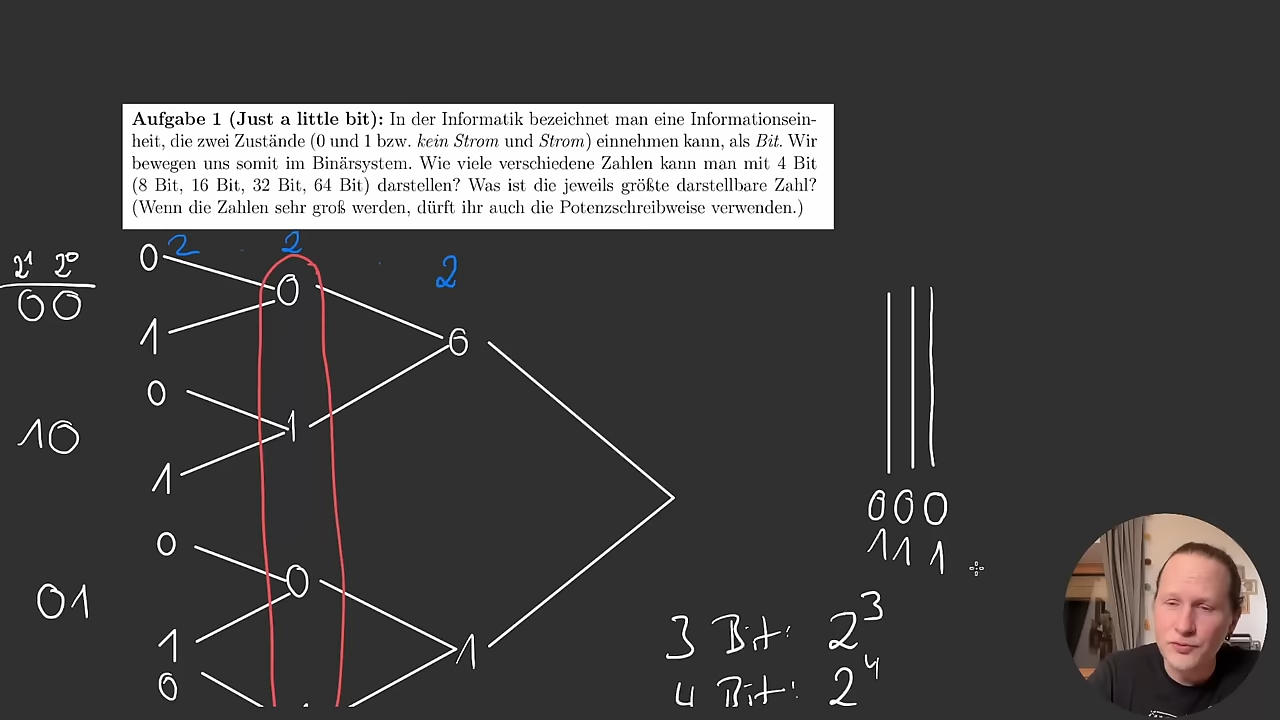 Aufgabe 1 (Just a little bit): In der Informatik bezeichnet man eine Informationsein-
heit, die zwei Zustände (0 und 1 bzw. kein Strom und Strom) einnehmen kann, als Bit. Wir
bewegen uns somit im Binärsystem. Wie viele verschiedene Zahlen kann man mit 4 Bit
(8 Bit, 16 Bit, 32 Bit, 64 Bit) darstellen? Was ist die jeweils größte darstellbare Zahl?
(Wenn die Zahlen sehr groß werden, dürft ihr auch die Potenzschreibweise verwenden.)
2 2 2
2¹ 2⁰
00
10
01
0
1
0
1
0
1
0
0
1
0
0
1
000
111
3 Bit: 2³
4 Bit: 2⁴